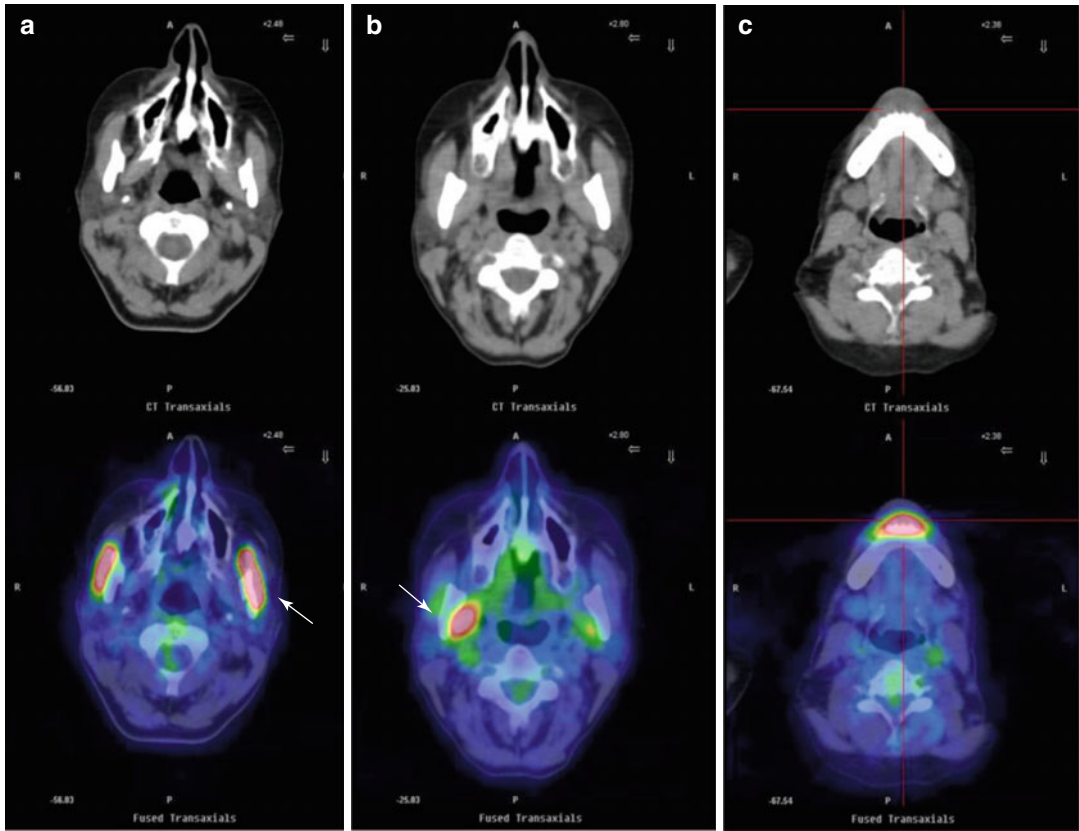 a
A
×2.48
⇐
⇓
R
-56.83
P
CT Transaxials
b
A
×2.80
⇐
⇓
R
L
-25.83
P
CT Transaxials
c
A
×2.38
⇐
⇓
R
L
-67.54
P
CT Transaxials
A
×2.48
⇐
⇓
R
-56.83
P
Fused Transaxials
A
×2.80
⇐
⇓
R
L
-25.83
P
Fused Transaxials
A
×2.38
⇐
⇓
R
L
-67.54
P
Fused Transaxials